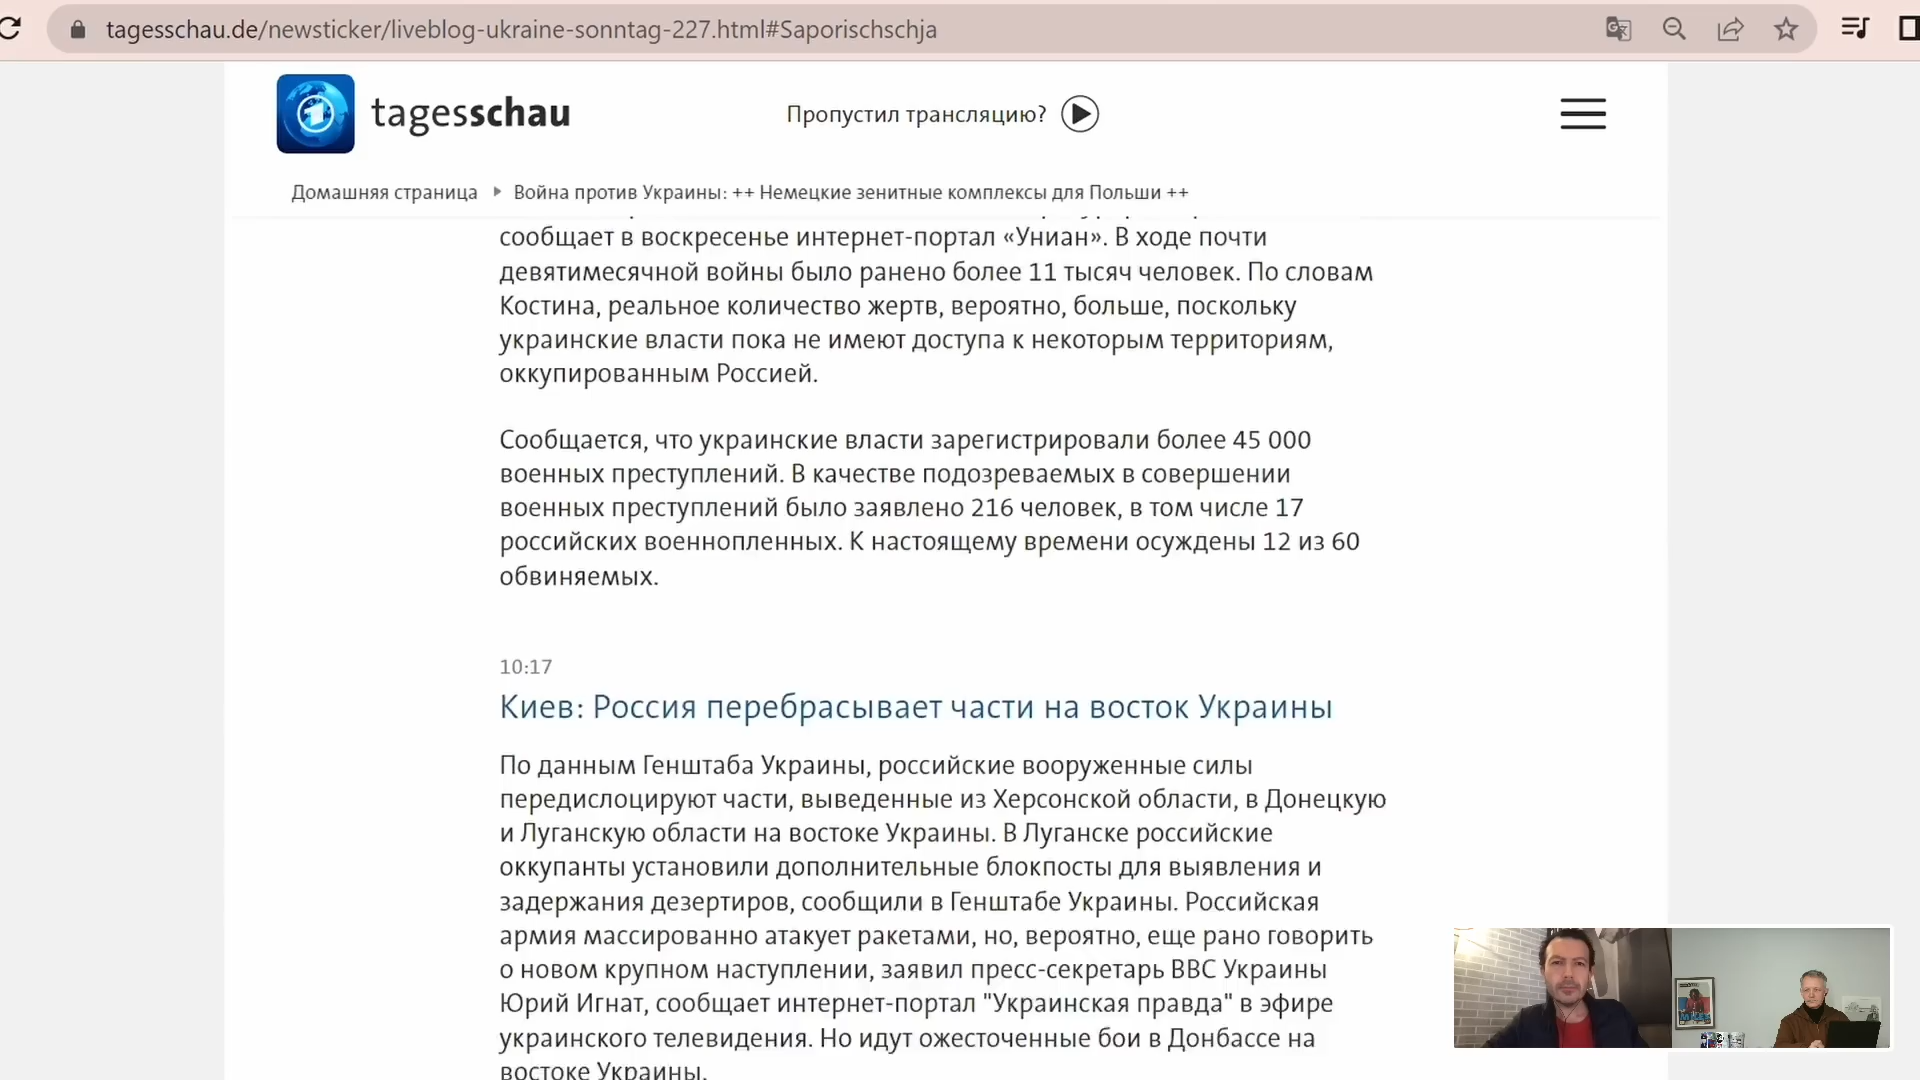 tagesschau.de/newsticker/liveblog-ukraine-sonntag-227.html#Saporischschja
tagesschau
Пропустил трансляцию?
Домашняя страница
Война против Украины: ++ Немецкие зенитные комплексы для Польши ++
сообщает в воскресенье интернет-портал «Униан». В ходе почти
девятимесячной войны было ранено более 11 тысяч человек. По словам
Костина, реальное количество жертв, вероятно, больше, поскольку
украинские власти пока не имеют доступа к некоторым территориям,
оккупированным Россией.
Сообщается, что украинские власти зарегистрировали более 45 000
военных преступлений. В качестве подозреваемых в совершении
военных преступлений было заявлено 216 человек, в том числе 17
российских военнопленных. К настоящему времени осуждены 12 из 60
обвиняемых.
10:17
Киев: Россия перебрасывает части на восток Украины
По данным Генштаба Украины, российские вооруженные силы
передислоцируют части, выведенные из Херсонской области, в Донецкую
и Луганскую области на востоке Украины. В Луганске российские
оккупанты установили дополнительные блокпосты для выявления и
задержания дезертиров, сообщили в Генштабе Украины. Российская
армия массированно атакует ракетами, но, вероятно, еще рано говорить
о новом крупном наступлении, заявил пресс-секретарь ВВС Украины
Юрий Игнат, сообщает интернет-портал "Украинская правда" в эфире
украинского телевидения. Но идут ожесточенные бои в Донбассе на
востоке Украины.